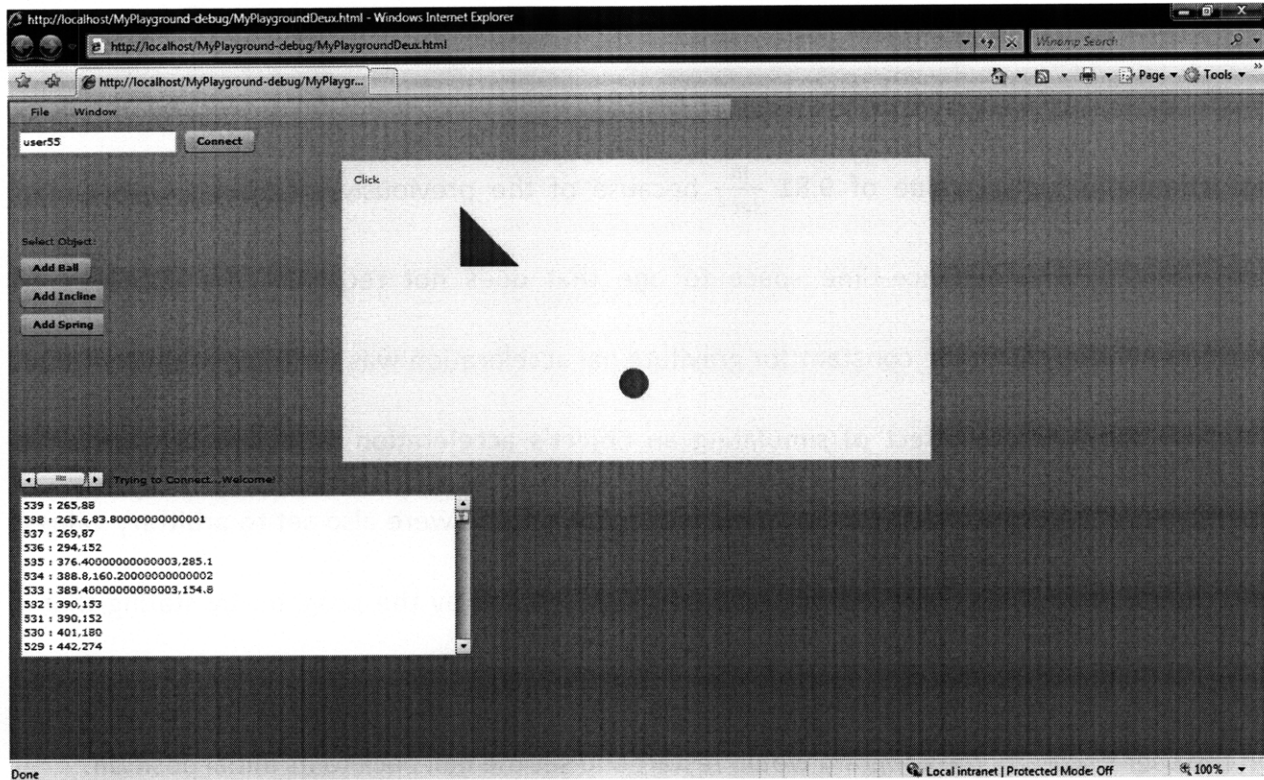 http://localhost/MyPlayground-debug/MyPlaygroundDeux.html - Windows Internet Explorer
http://localhost/MyPlayground-debug/MyPlaygroundDeux.html
Winamp Search
http://localhost/MyPlayground-debug/MyPlaygr...
Page
Tools
File Window
user55
Connect
Click
Select Object:
Add Ball
Add Incline
Add Spring
Trying to Connect...Welcome!
539 : 265,88
538 : 265.6,83.80000000000001
537 : 269,87
536 : 294,152
535 : 376.40000000000003,285.1
534 : 388.8,160.20000000000002
533 : 389.40000000000003,154.8
532 : 390,153
531 : 390,152
530 : 401,180
529 : 442,274
Done
Local intranet | Protected Mode: Off
100%